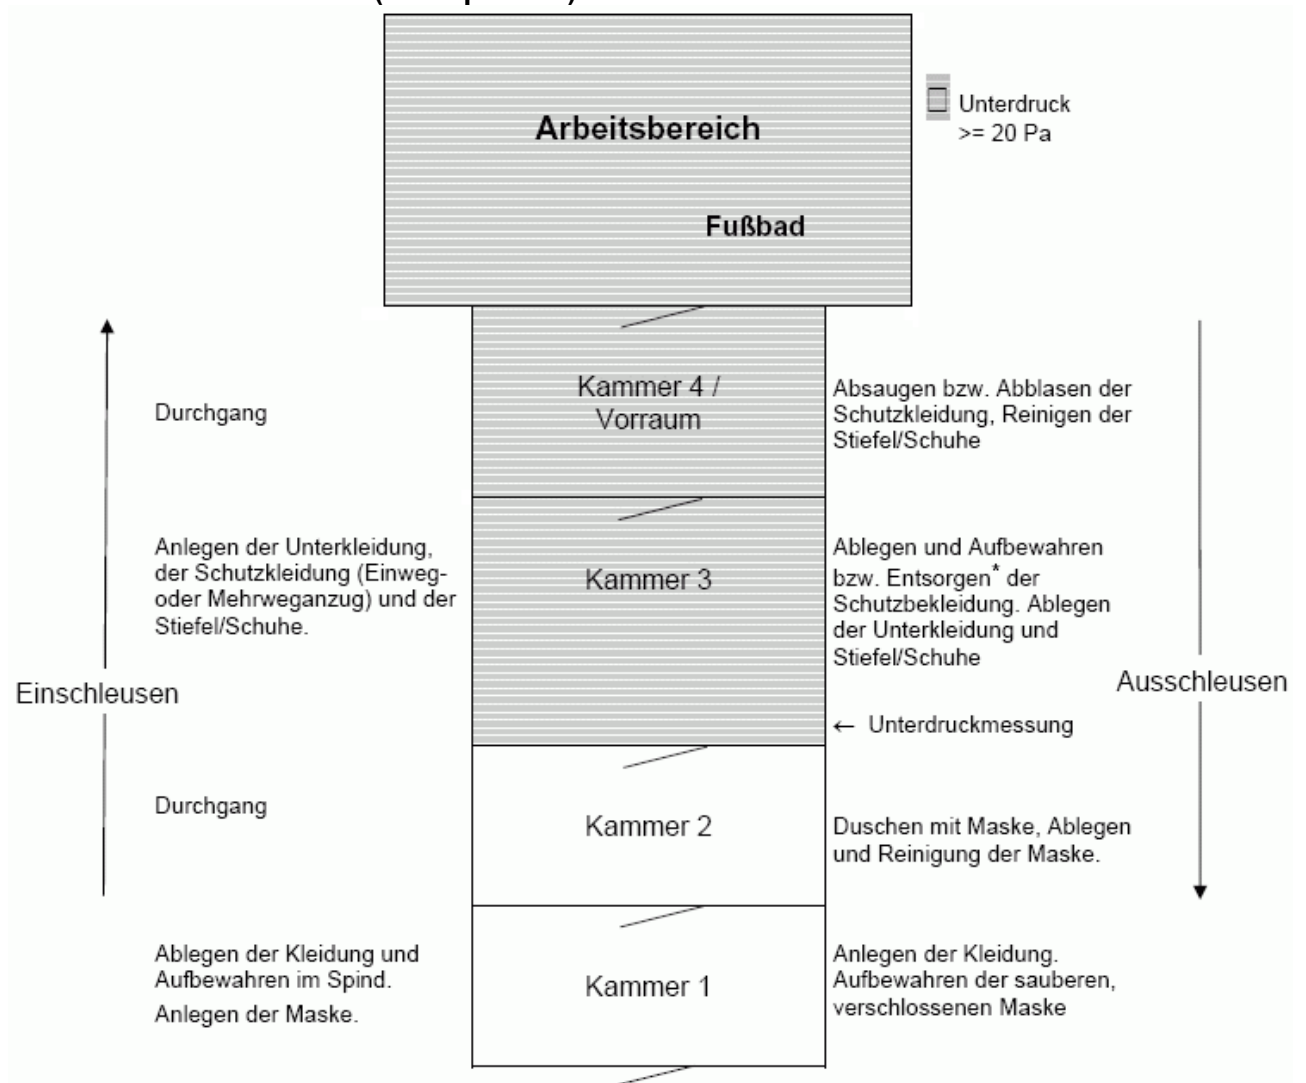 Arbeitsbereich
Fußbad
Unterdruck
>= 20 Pa
Kammer 4 /
Vorraum
Durchgang
Absaugen bzw. Abblasen der
Schutzkleidung, Reinigen der
Stiefel/Schuhe
Kammer 3
Anlegen der Unterkleidung,
der Schutzkleidung (Einweg-
oder Mehrweganzug) und der
Stiefel/Schuhe.
Ablegen und Aufbewahren
bzw. Entsorgen* der
Schutzbekleidung. Ablegen
der Unterkleidung und
Stiefel/Schuhe
Einschleusen
Ausschleusen
← Unterdruckmessung
Durchgang
Kammer 2
Duschen mit Maske, Ablegen
und Reinigung der Maske.
Ablegen der Kleidung und
Aufbewahren im Spind.
Anlegen der Maske.
Kammer 1
Anlegen der Kleidung.
Aufbewahren der sauberen,
verschlossenen Maske